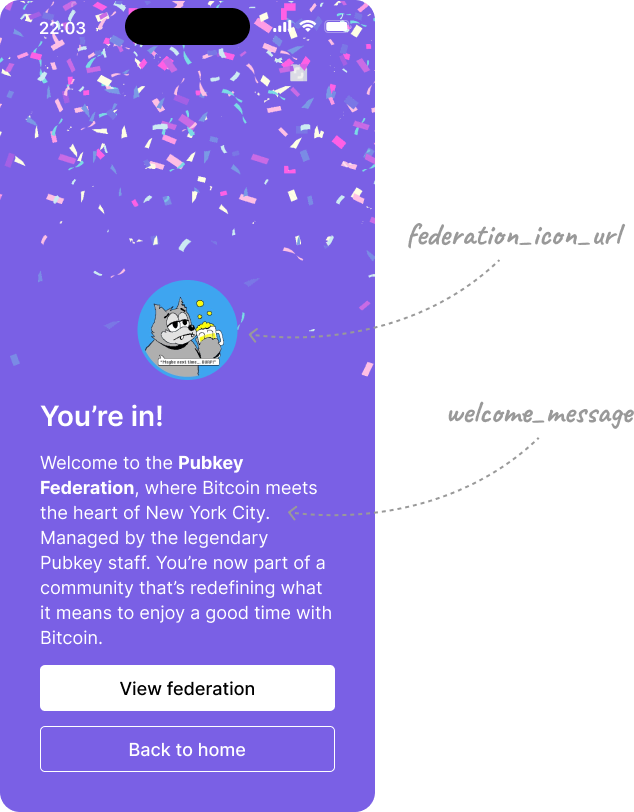 22:03
federation_icon_url
"Maybe next time... BURP!"
You’re in!
welcome_message
Welcome to the Pubkey
Federation, where Bitcoin meets
the heart of New York City.
Managed by the legendary
Pubkey staff. You’re now part of a
community that’s redefining what
it means to enjoy a good time with
Bitcoin.
View federation
Back to home